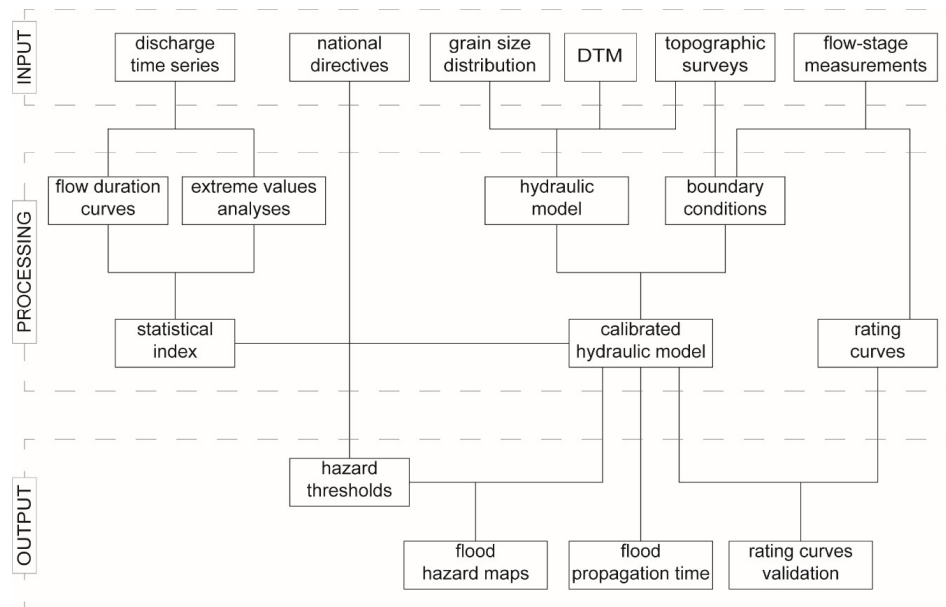 INPUT
discharge
time series
national
directives
grain size
distribution
DTM
topographic
surveys
flow-stage
measurements
PROCESSING
flow duration
curves
extreme values
analyses
hydraulic
model
boundary
conditions
statistical
index
calibrated
hydraulic model
rating
curves
OUTPUT
hazard
thresholds
flood
hazard maps
flood
propagation time
rating curves
validation